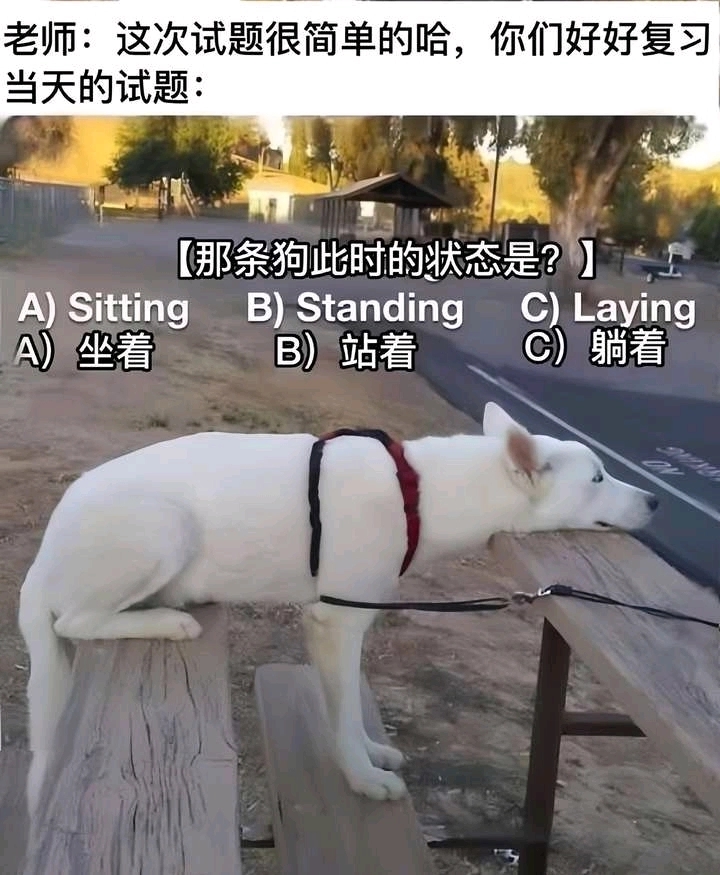 老师：这次试题很简单的哈，你们好好复习
当天的试题：
【那条狗此时的状态是？】
A) Sitting B) Standing C) Laying
A）坐着 B）站着 C）躺着
NO